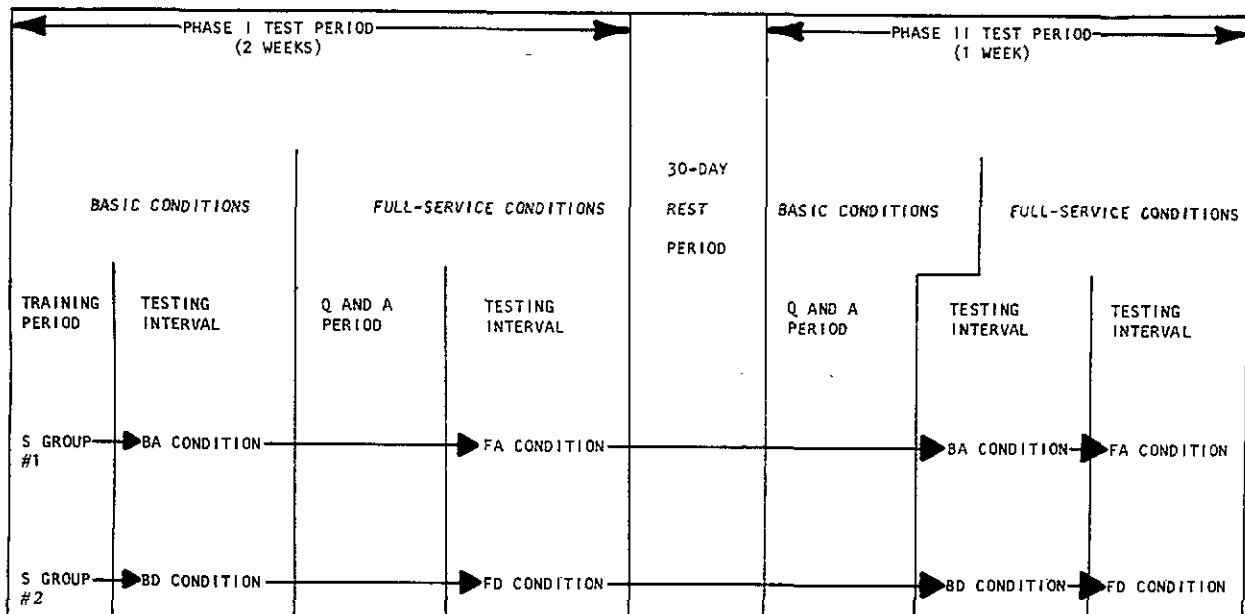 PHASE I TEST PERIOD
(2 WEEKS)
PHASE II TEST PERIOD
(1 WEEK)
30-DAY
REST
PERIOD
BASIC CONDITIONS
FULL-SERVICE CONDITIONS
BASIC CONDITIONS
FULL-SERVICE CONDITIONS
TRAINING
PERIOD
TESTING
INTERVAL
Q AND A
PERIOD
TESTING
INTERVAL
Q AND A
PERIOD
TESTING
INTERVAL
TESTING
INTERVAL
S GROUP
#1
BA CONDITION
FA CONDITION
BA CONDITION
FA CONDITION
S GROUP
#2
BD CONDITION
FD CONDITION
BD CONDITION
FD CONDITION